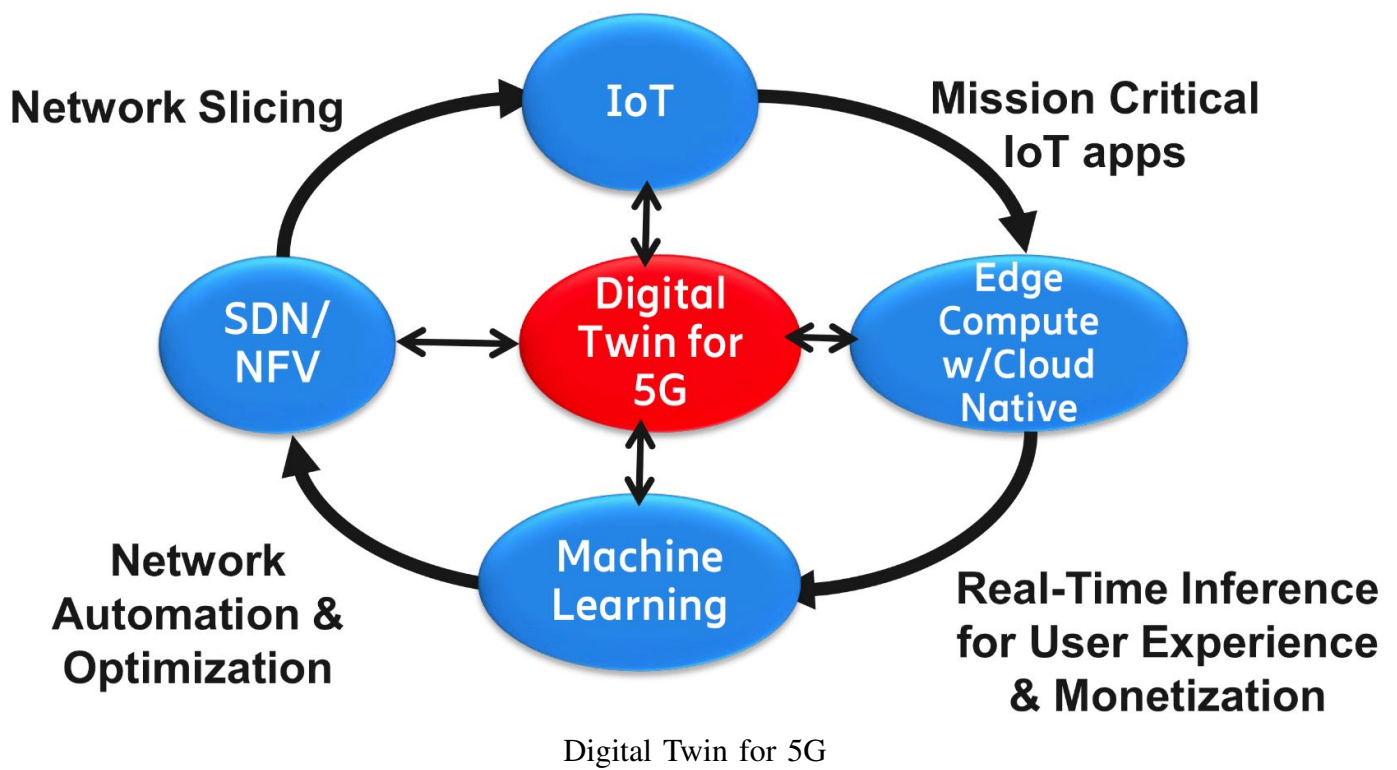 IoT
Network Slicing
Mission Critical
IoT apps
SDN/
NFV
Digital
Twin for
5G
Edge
Compute
w/Cloud
Native
Machine
Learning
Network
Automation &
Optimization
Real-Time Inference
for User Experience
& Monetization
Digital Twin for 5G